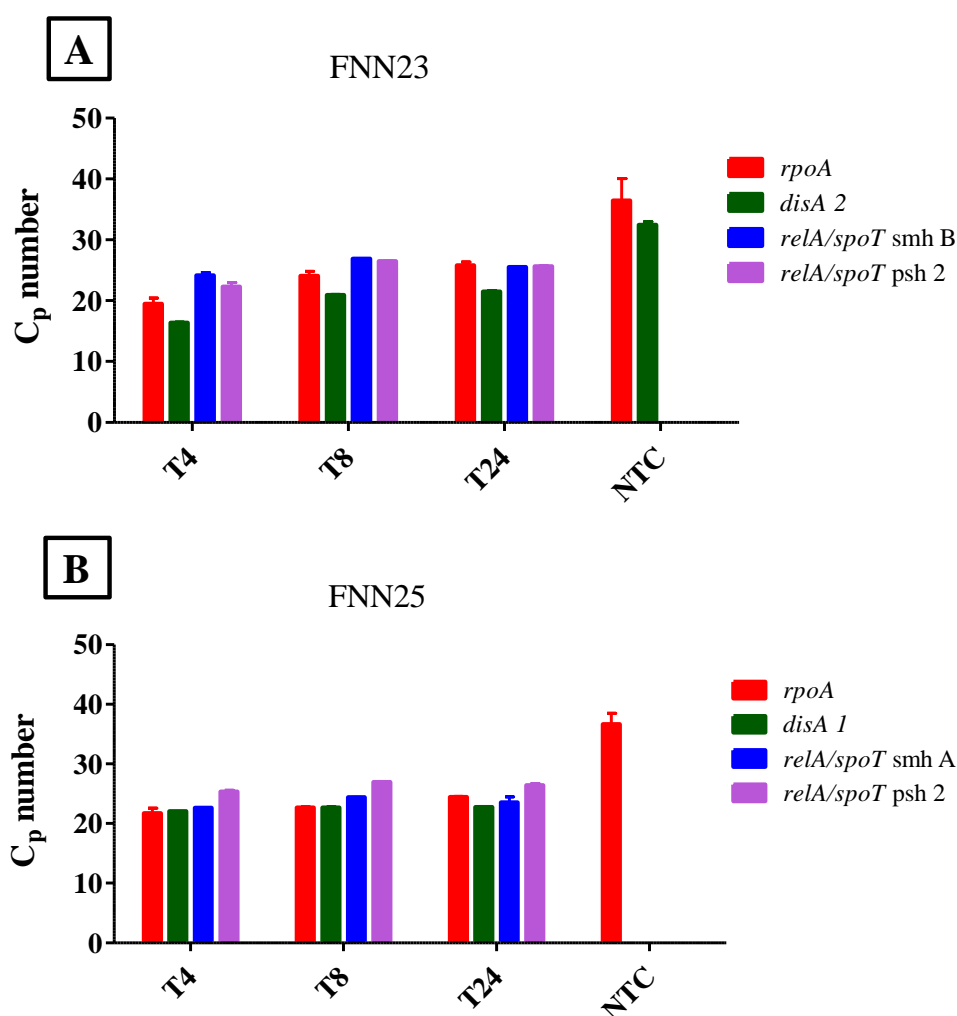 A
FNN23
Cp number
50
40
30
20
10
0
T4 T8 T24 NTC
rpoA
disA 2
relA/spoT smh B
relA/spoT psh 2
B
FNN25
Cp number
50
40
30
20
10
0
T4 T8 T24 NTC
rpoA
disA 1
relA/spoT smh A
relA/spoT psh 2